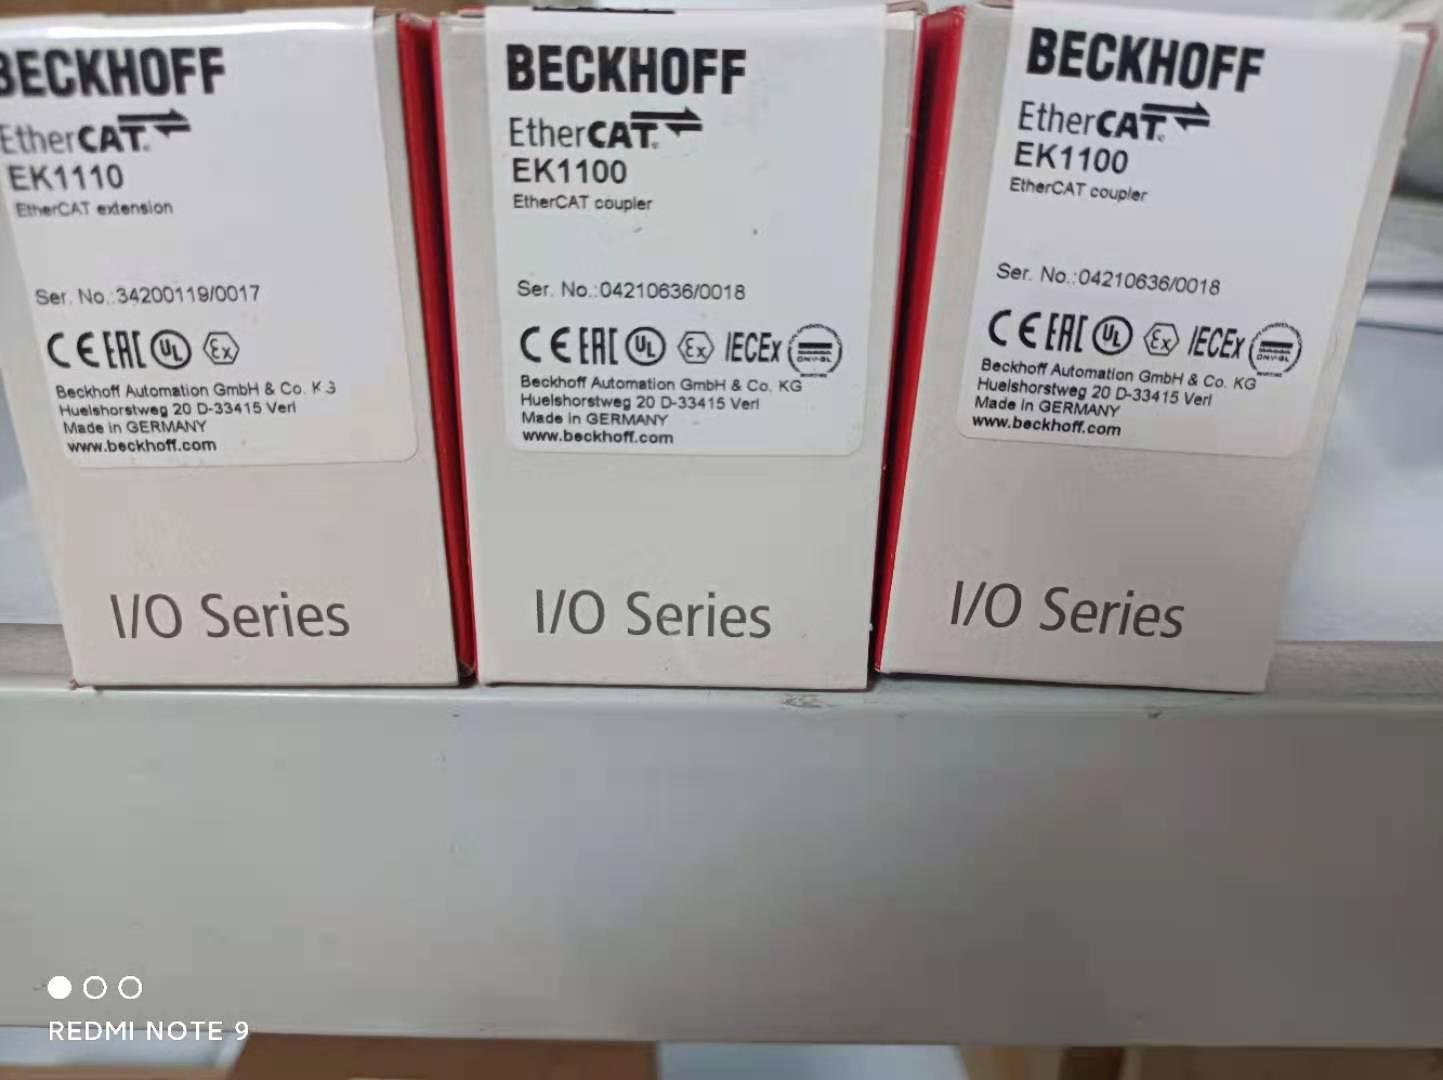 BECKHOFF
EtherCAT
EK1110
EtherCAT extension
Ser. No.:34200119/0017
CE EAC UL Ex
Beckhoff Automation GmbH & Co. KG
Huelshorstweg 20 D-33415 Verl
Made in GERMANY
www.beckhoff.com
I/O Series
BECKHOFF
EtherCAT
EK1100
EtherCAT coupler
Ser. No.:04210636/0018
CE EAC UL Ex IECEx DNV-GL
Beckhoff Automation GmbH & Co. KG
Huelshorstweg 20 D-33415 Verl
Made in GERMANY
www.beckhoff.com
I/O Series
BECKHOFF
EtherCAT
EK1100
EtherCAT coupler
Ser. No.:04210636/0018
CE EAC UL Ex IECEx DNV-GL
Beckhoff Automation GmbH & Co. KG
Huelshorstweg 20 D-33415 Verl
Made in GERMANY
www.beckhoff.com
I/O Series
REDMI NOTE 9